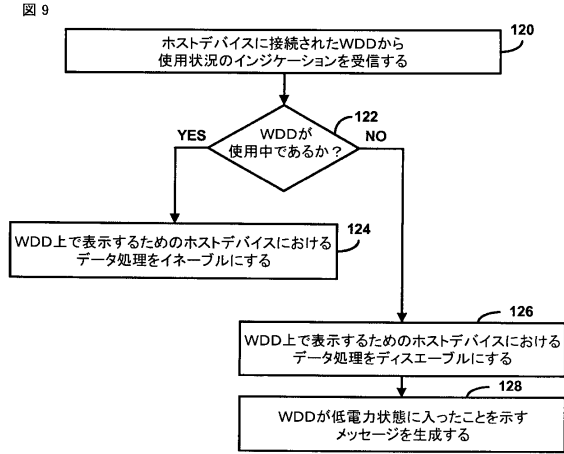 図 9
120
ホストデバイスに接続されたWDDから
使用状況のインジケーションを受信する
122
YES
WDDが
使用中であるか？
NO
124
WDD上で表示するためのホストデバイスにおける
データ処理をイネーブルにする
126
WDD上で表示するためのホストデバイスにおける
データ処理をディスエーブルにする
128
WDDが低電力状態に入ったことを示す
メッセージを生成する